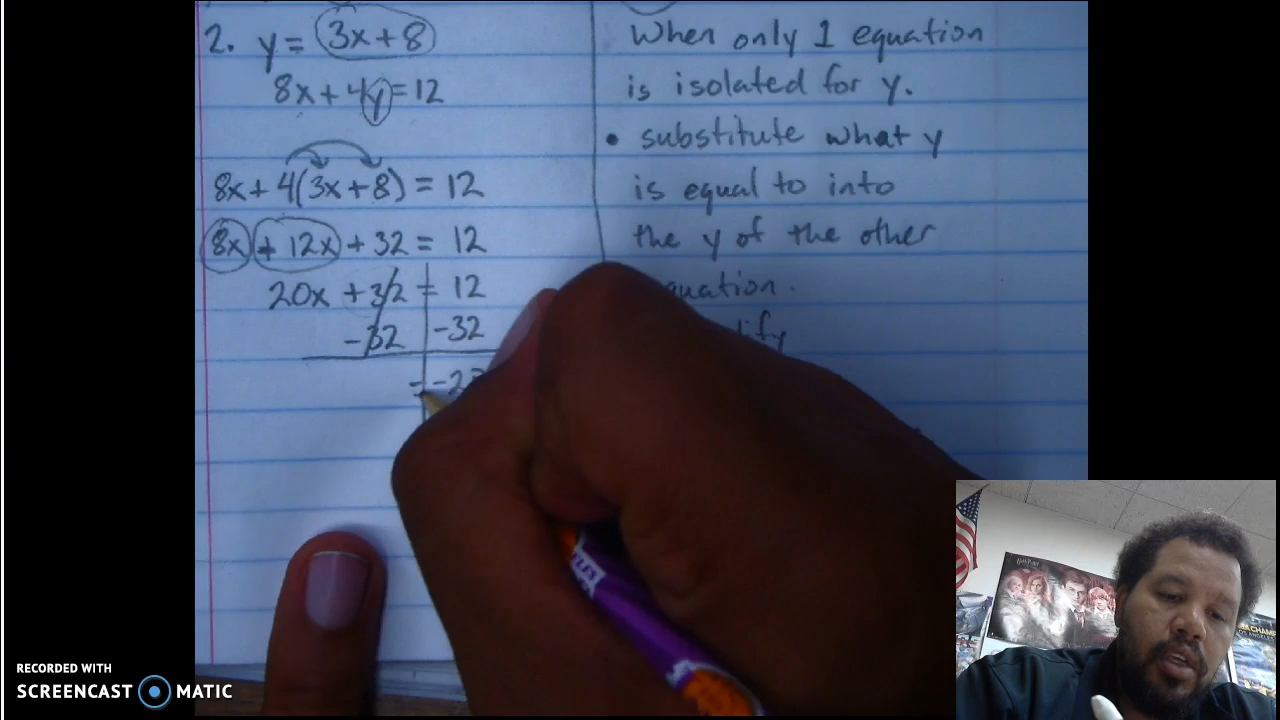 2. y = 3x + 8
8x + 4y = 12
8x + 4(3x + 8) = 12
8x + 12x + 32 = 12
20x + 32 = 12
-32 -32
= -2
When only 1 equation
is isolated for y.
• substitute what y
is equal to into
the y of the other
RECORDED WITH
SCREENCAST MATIC